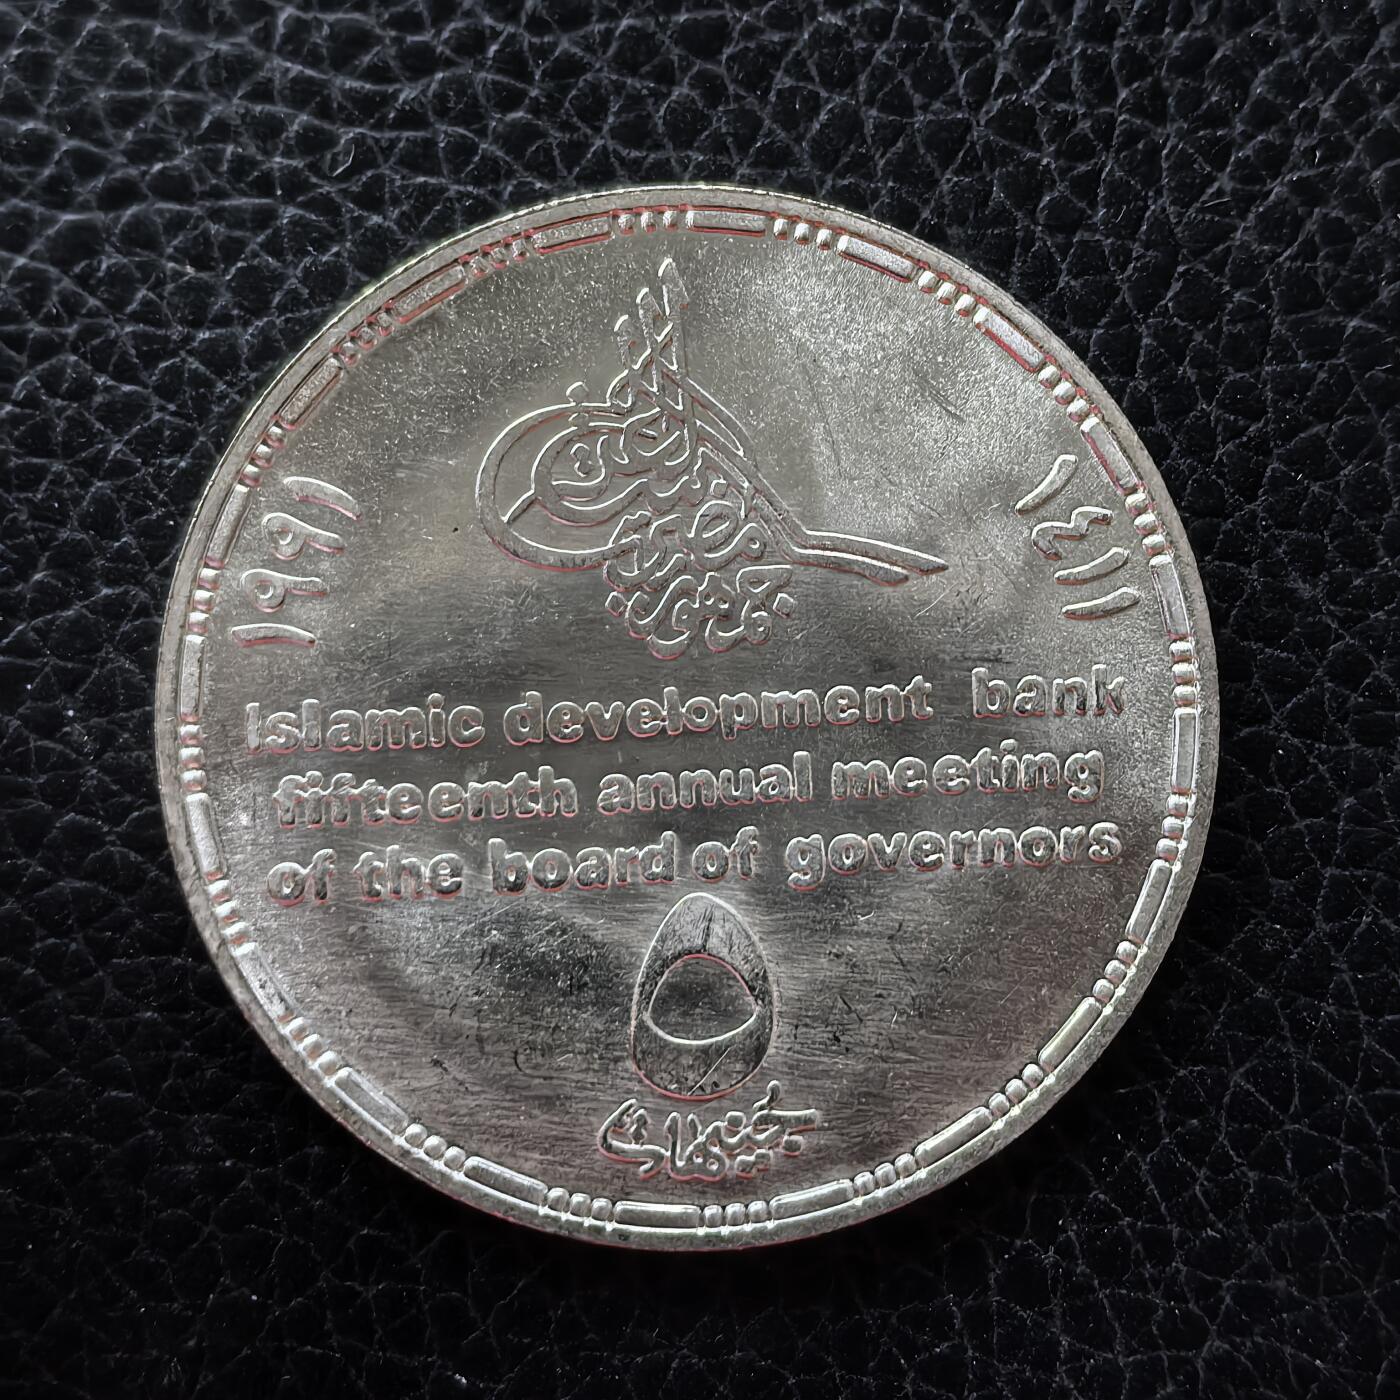 جمهورية مصر العربية
١٩٩١
١٤١١
Islamic development bank
fifteenth annual meeting
of the board of governors
٥
جنيهات